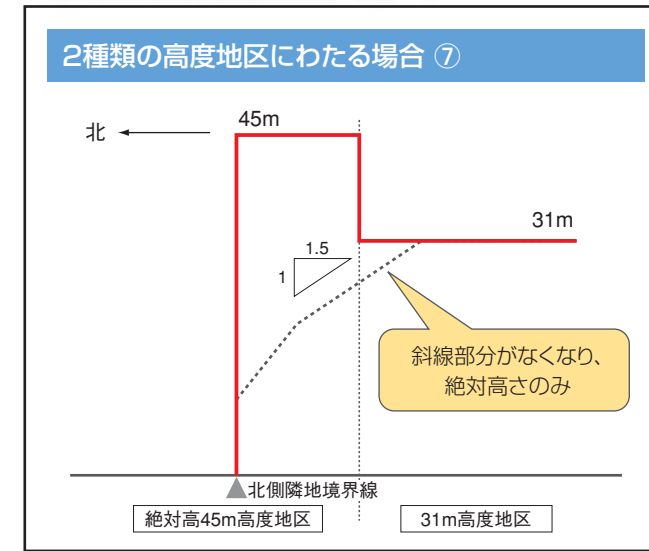 2種類の高度地区にわたる場合 ⑦
北
45m
31m
1.5
1
斜線部分がなくなり、
絶対高さのみ
北側隣地境界線
絶対高45m高度地区
31m高度地区